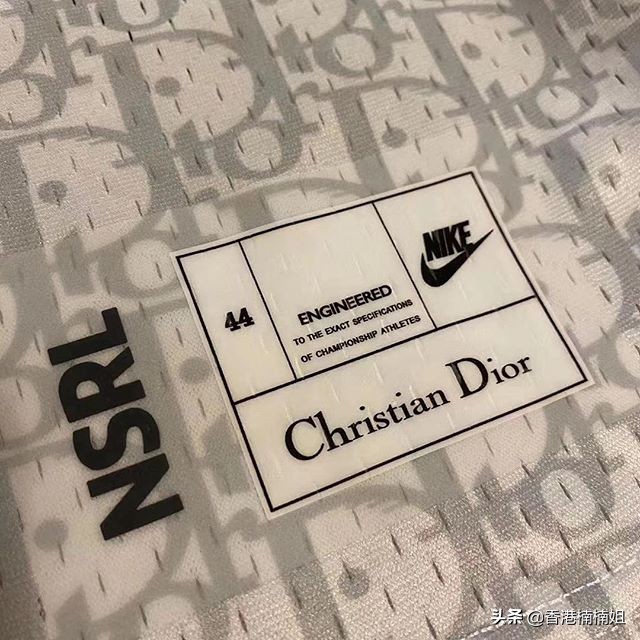 44
ENGINEERED
TO THE EXACT SPECIFICATIONS
OF CHAMPIONSHIP ATHLETES
NIKE
Christian Dior
NSRL
Dior
头条 @香港楠楠姐